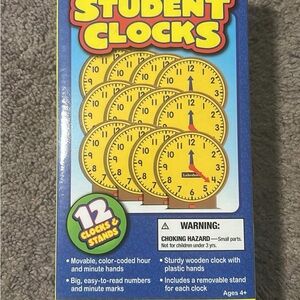 STUDENT
CLOCKS
12
CLOCKS &
STANDS
WARNING:
CHOKING HAZARD—Small parts.
Not for children under 3 yrs.
• Movable, color-coded hour
and minute hands
• Big, easy-to-read numbers
and minute marks
• Sturdy wooden clock with
plastic hands
• Includes a removable stand
for each clock
Ages 4+